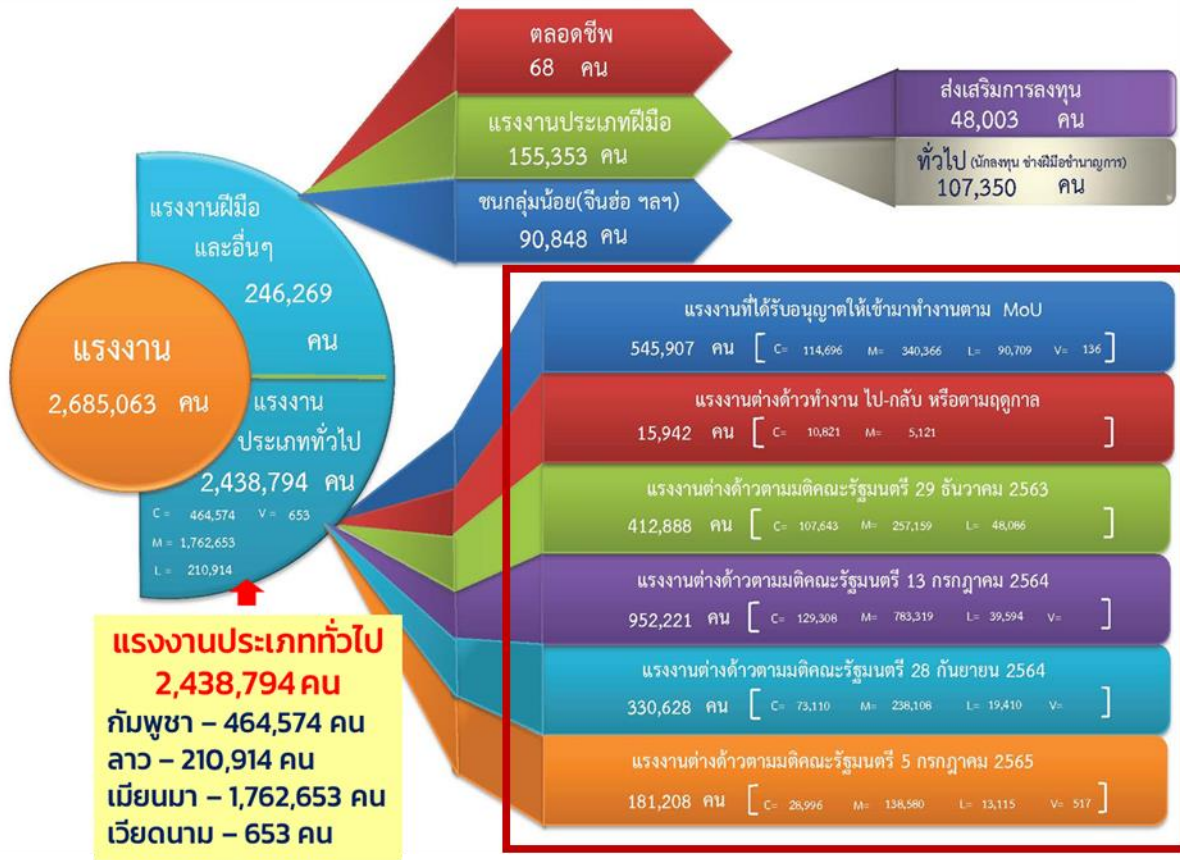 ตลอดชีพ
68 คน
แรงงานประเภทฝีมือ
155,353 คน
ชนกลุ่มน้อย(จีนฮ่อ ฯลฯ)
90,848 คน
ส่งเสริมการลงทุน
48,003 คน
ทั่วไป (นักลงทุน ช่างฝีมือชำนาญการ)
107,350 คน
แรงงานฝีมือ
และอื่นๆ
246,269
คน
แรงงาน
2,685,063 คน
แรงงาน
ประเภททั่วไป
2,438,794 คน
C = 464,574 V = 653
M = 1,762,653
L = 210,914
แรงงานประเภททั่วไป
2,438,794 คน
กัมพูชา – 464,574 คน
ลาว – 210,914 คน
เมียนมา – 1,762,653 คน
เวียดนาม – 653 คน
แรงงานที่ได้รับอนุญาตให้เข้ามาทำงานตาม MoU
545,907 คน [ C= 114,696 M= 340,366 L= 90,709 V= 136 ]
แรงงานต่างด้าวทำงาน ไป-กลับ หรือตามฤดูกาล
15,942 คน [ C= 10,821 M= 5,121 ]
แรงงานต่างด้าวตามมติคณะรัฐมนตรี 29 ธันวาคม 2563
412,888 คน [ C= 107,643 M= 257,159 L= 48,086 ]
แรงงานต่างด้าวตามมติคณะรัฐมนตรี 13 กรกฎาคม 2564
952,221 คน [ C= 129,308 M= 783,319 L= 39,594 V= ]
แรงงานต่างด้าวตามมติคณะรัฐมนตรี 28 กันยายน 2564
330,628 คน [ C= 73,110 M= 238,108 L= 19,410 V= ]
แรงงานต่างด้าวตามมติคณะรัฐมนตรี 5 กรกฎาคม 2565
181,208 คน [ C= 28,996 M= 138,580 L= 13,115 V= 517 ]